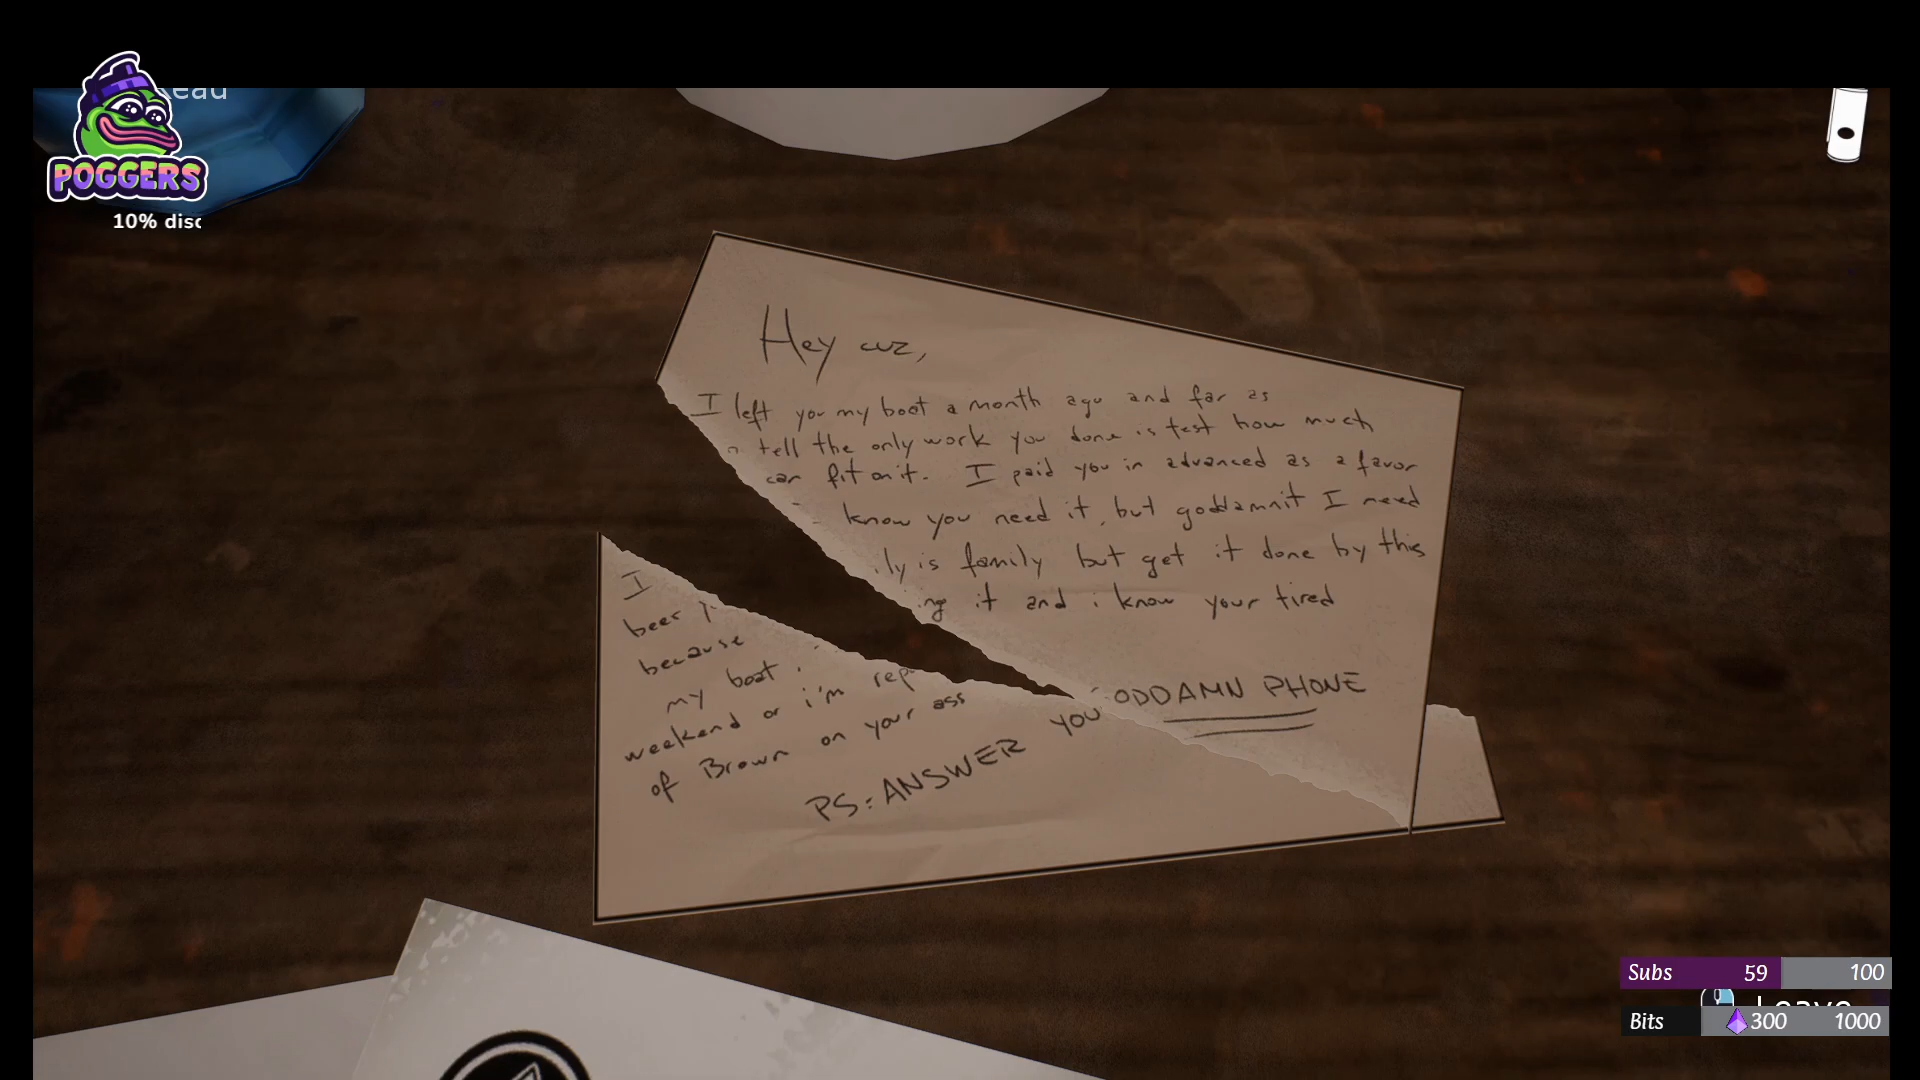 Read
POGGERS
10% disc
Hey cuz,
I left you my boat a month ago and far as
tell the only work you done is test how much
can fit on it. I paid you in advanced as a favor
know you need it, but goddamnit I need
ly is family but get it done by this
ng it and i know your tired
ODDAMN PHONE
I
beer
because
my boat i
weekend or i'm rep
of Brown on your ass
PS: ANSWER YOU
Subs 59 100
Leave
Bits 300 1000